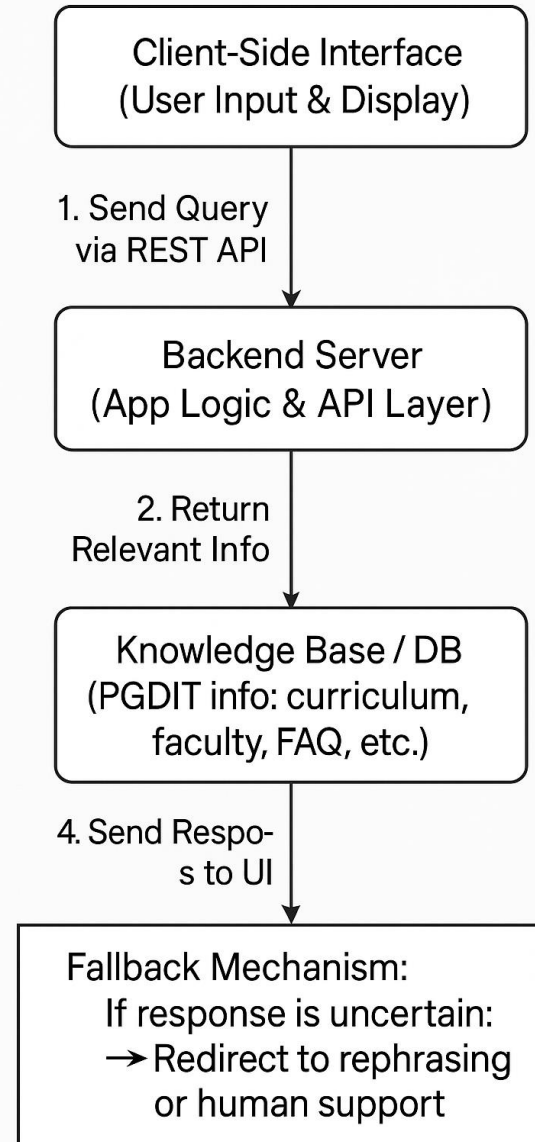 Client-Side Interface
(User Input & Display)
1. Send Query
via REST API
Backend Server
(App Logic & API Layer)
2. Return
Relevant Info
Knowledge Base / DB
(PGDIT info: curriculum,
faculty, FAQ, etc.)
4. Send Respo-
s to UI
Fallback Mechanism:
If response is uncertain:
→ Redirect to rephrasing
or human support